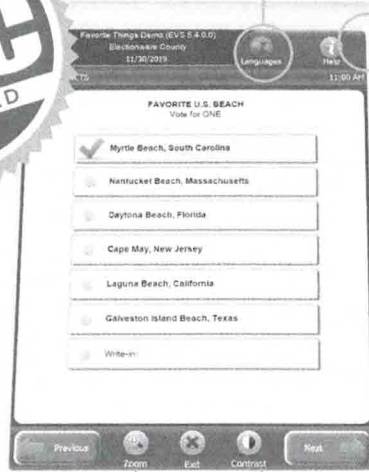 Favorite Things Demo (EVS 5.4.0.0)
Electionware County
11/30/2019
Languages
Help
CTS
11:00 AM
FAVORITE U.S. BEACH
Vote for ONE
Myrtle Beach, South Carolina
Nantucket Beach, Massachusetts
Daytona Beach, Florida
Cape May, New Jersey
Laguna Beach, California
Galveston Island Beach, Texas
Write-in:
Previous
Zoom
Exit
Contrast
Next